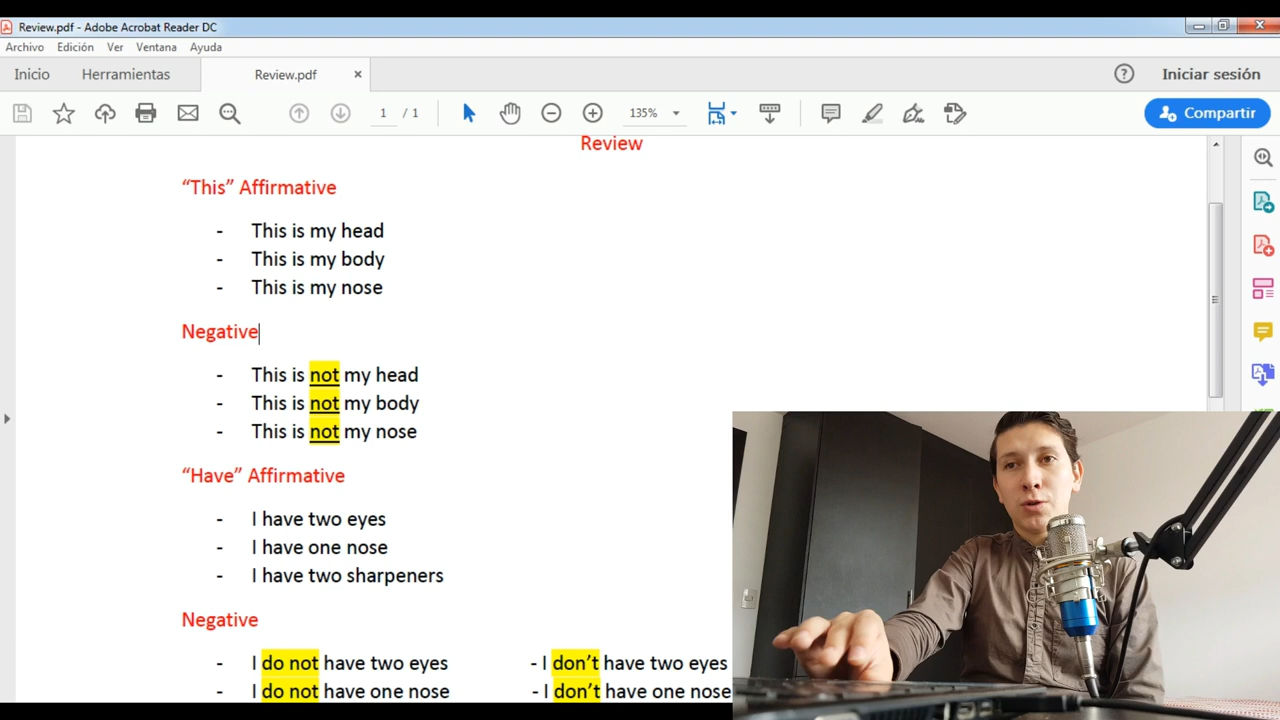 Review.pdf - Adobe Acrobat Reader DC
Archivo Edición Ver Ventana Ayuda
Inicio Herramientas Review.pdf × Iniciar sesión
1 / 1 135% Compartir
Review
“This” Affirmative
- This is my head
- This is my body
- This is my nose
Negative
- This is not my head
- This is not my body
- This is not my nose
“Have” Affirmative
- I have two eyes
- I have one nose
- I have two sharpeners
Negative
- I do not have two eyes - I don’t have two eyes
- I do not have one nose - I don’t have one nose